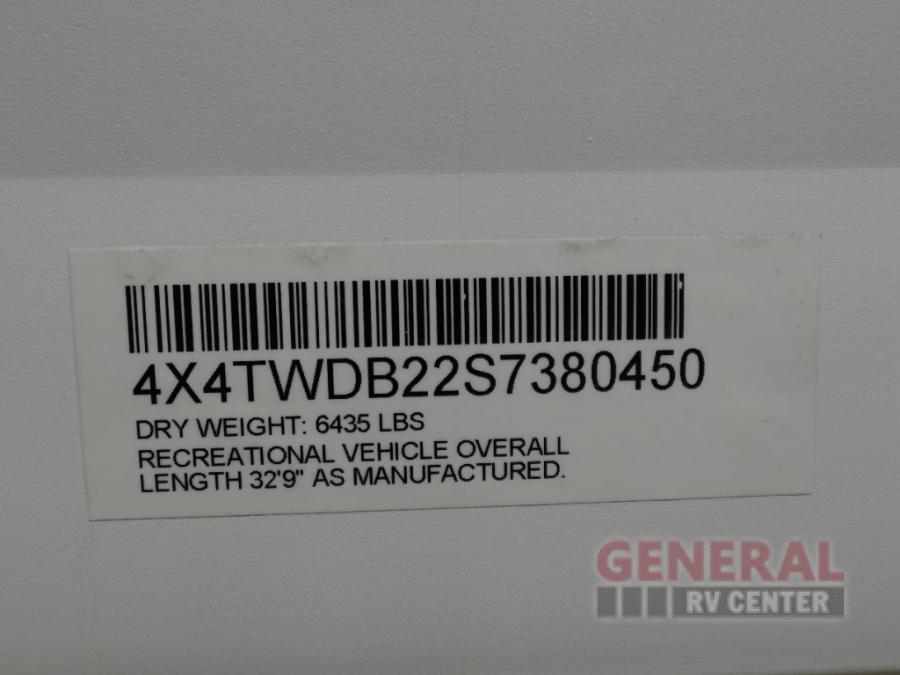 4X4TWDB22S7380450
DRY WEIGHT: 6435 LBS
RECREATIONAL VEHICLE OVERALL
LENGTH 32'9" AS MANUFACTURED.
GENERAL
RV CENTER